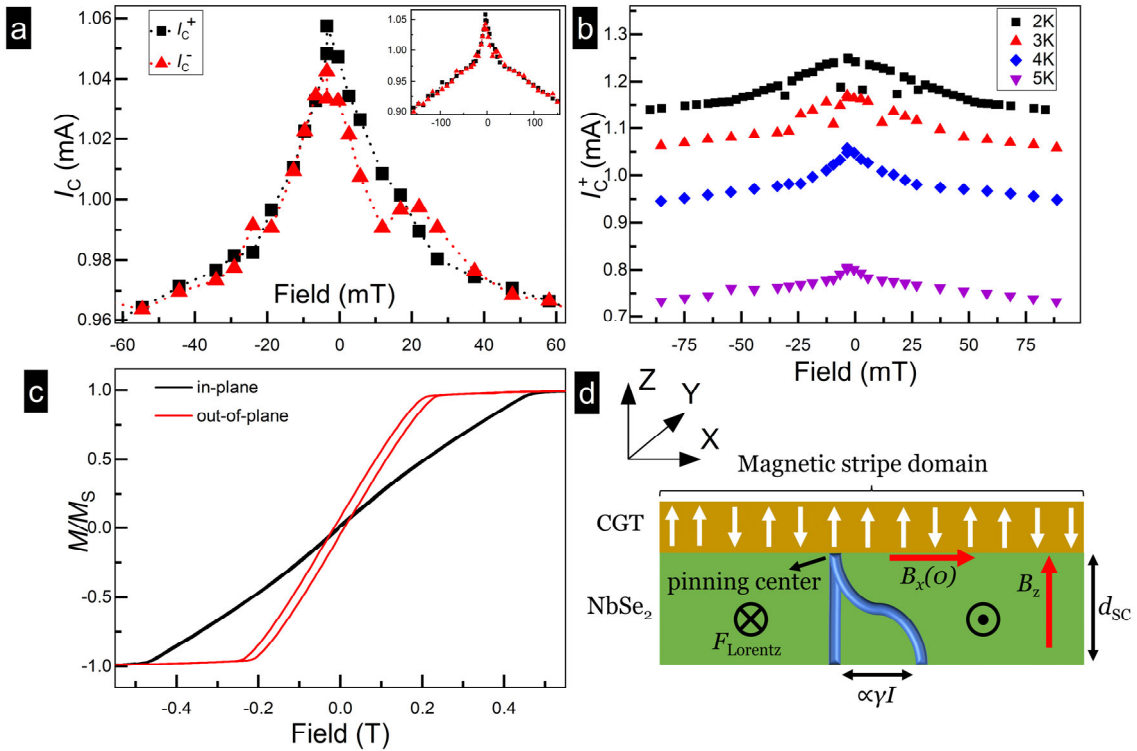 a
I_C^+
I_C^-
1.06
1.04
1.02
1.00
0.98
0.96
I_C (mA)
-60
-40
-20
0
20
40
60
Field (mT)
1.05
1.00
0.95
0.90
-100
0
100
b
2K
3K
4K
5K
1.3
1.2
1.1
1.0
0.9
0.8
0.7
I_C^+ (mA)
-75
-50
-25
0
25
50
75
Field (mT)
c
in-plane
out-of-plane
1.0
0.5
0.0
-0.5
-1.0
M/M_S
-0.4
-0.2
0.0
0.2
0.4
Field (T)
d
Z
Y
X
Magnetic stripe domain
CGT
pinning center
B_x(0)
B_z
d_SC
NbSe₂
F_Lorentz
∝γI